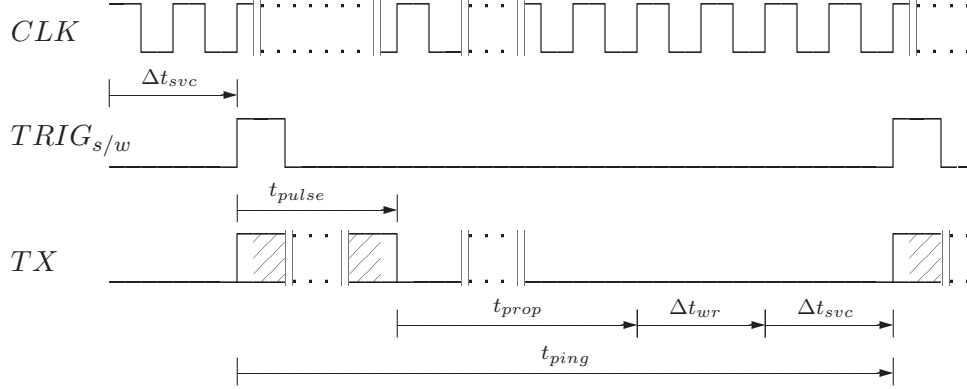 CLK
Δt_svc
TRIG_s/w
t_pulse
TX
t_prop Δt_wr Δt_svc
t_ping